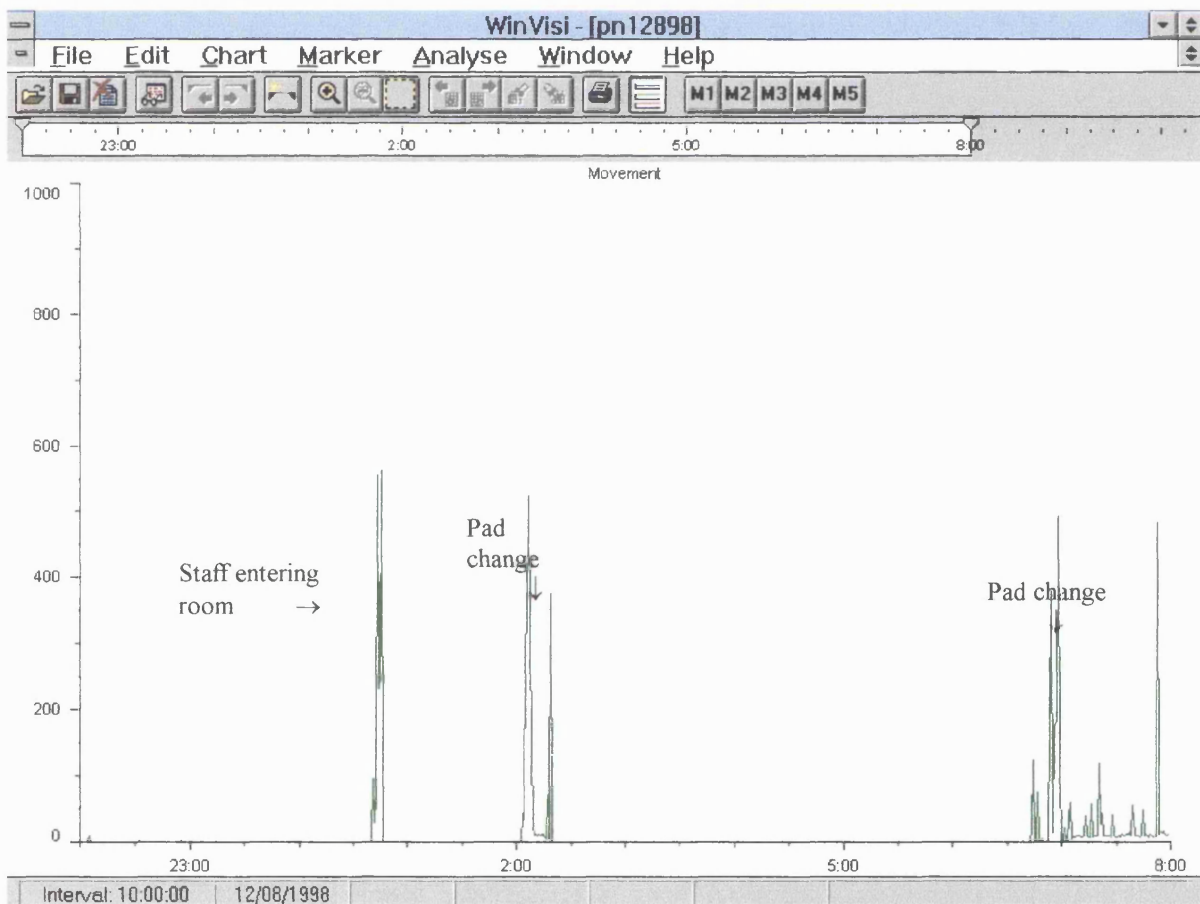 WinVisi - [pn12898]
File Edit Chart Marker Analyse Window Help
M1 M2 M3 M4 M5
23:00 2:00 5:00 8:00
Movement
1000
800
600
400
200
0
Staff entering
room →
Pad
change
Pad change
23:00 2:00 5:00 8:00
Interval: 10:00:00 12/08/1998